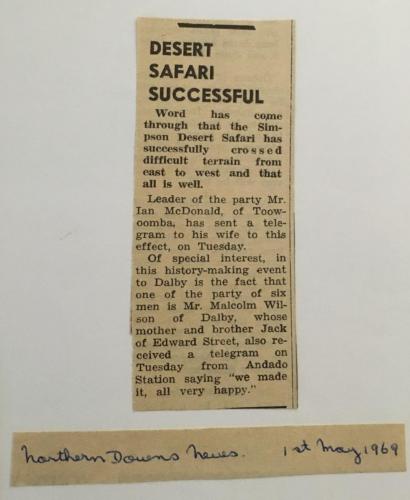 DESERT
SAFARI
SUCCESSFUL
Word has come
through that the Sim-
pson Desert Safari has
successfully crossed
difficult terrain from
east to west and that
all is well.
Leader of the party Mr.
Ian McDonald, of Toow-
oomba, has sent a tele-
gram to his wife to this
effect, on Tuesday.
Of special interest, in
this history-making event
to Dalby is the fact that
one of the party of six
men is Mr. Malcolm Wil-
son of Dalby, whose
mother and brother Jack
of Edward Street, also re-
ceived a telegram on
Tuesday from Andado
Station saying "we made
it, all very happy."
Northern Downs News. 1st May 1969